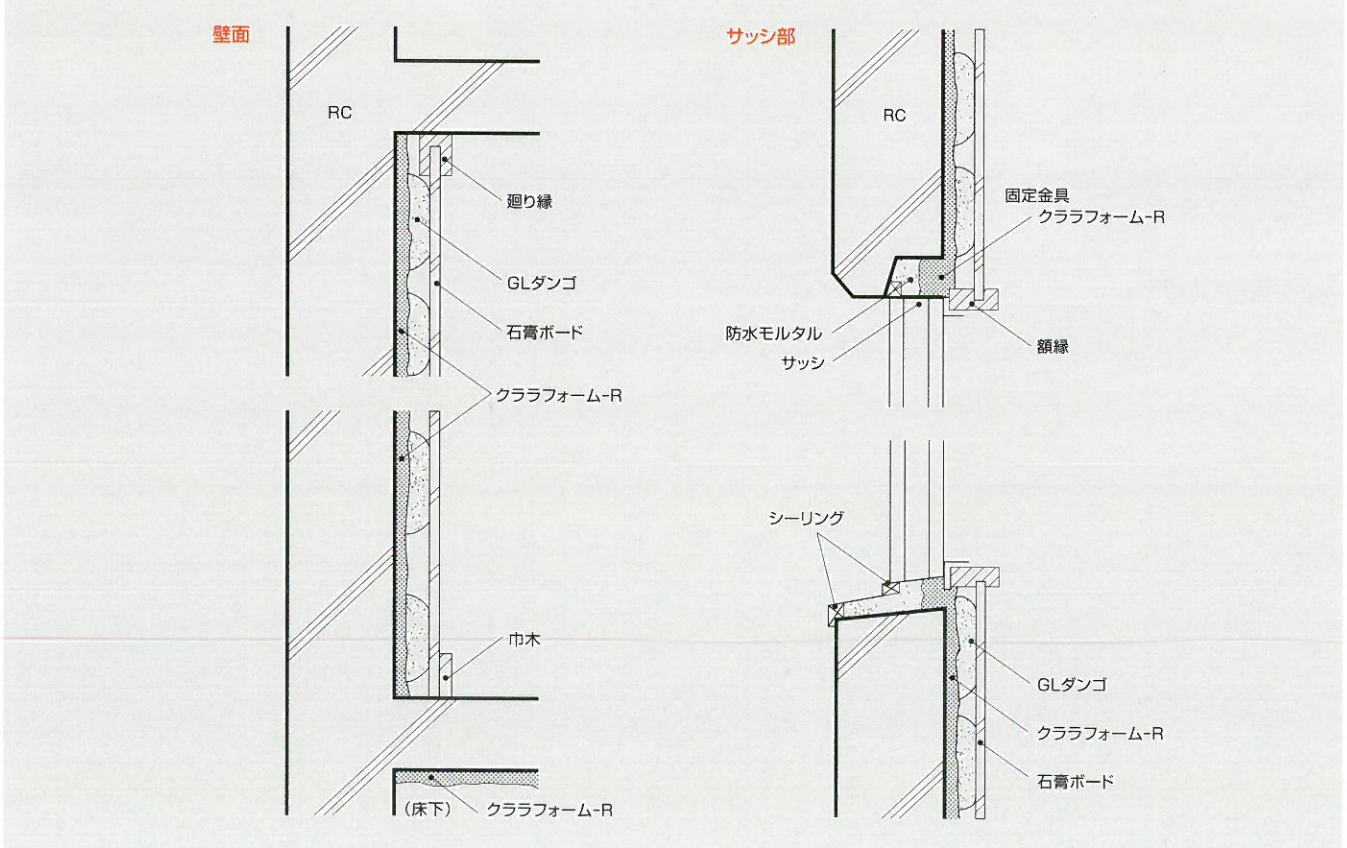 壁面
RC
廻り縁
GLダンゴ
石膏ボード
クララフォーム-R
巾木
(床下)
クララフォーム-R
サッシ部
RC
固定金具
クララフォーム-R
防水モルタル
サッシ
額縁
シーリング
GLダンゴ
クララフォーム-R
石膏ボード